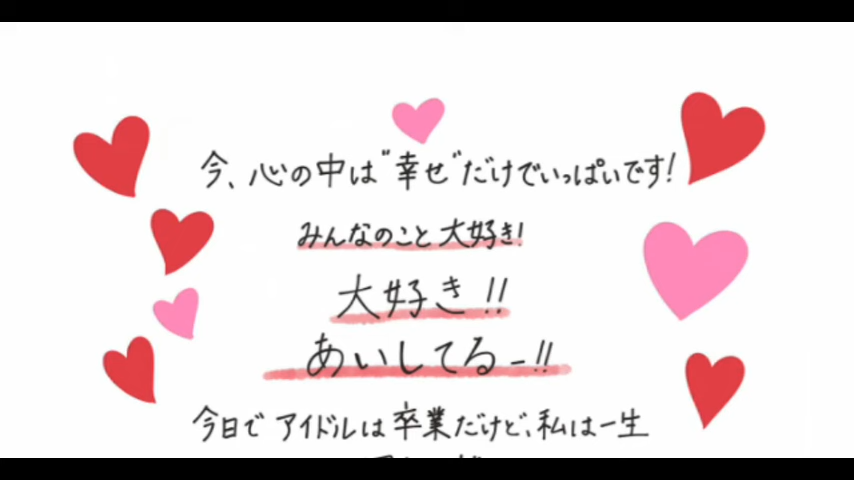 今、心の中は"幸せ"だけでいっぱいです!
みんなのこと大好き!
大好き!!
あいしてるー!!
今日でアイドルは卒業だけど、私は一生